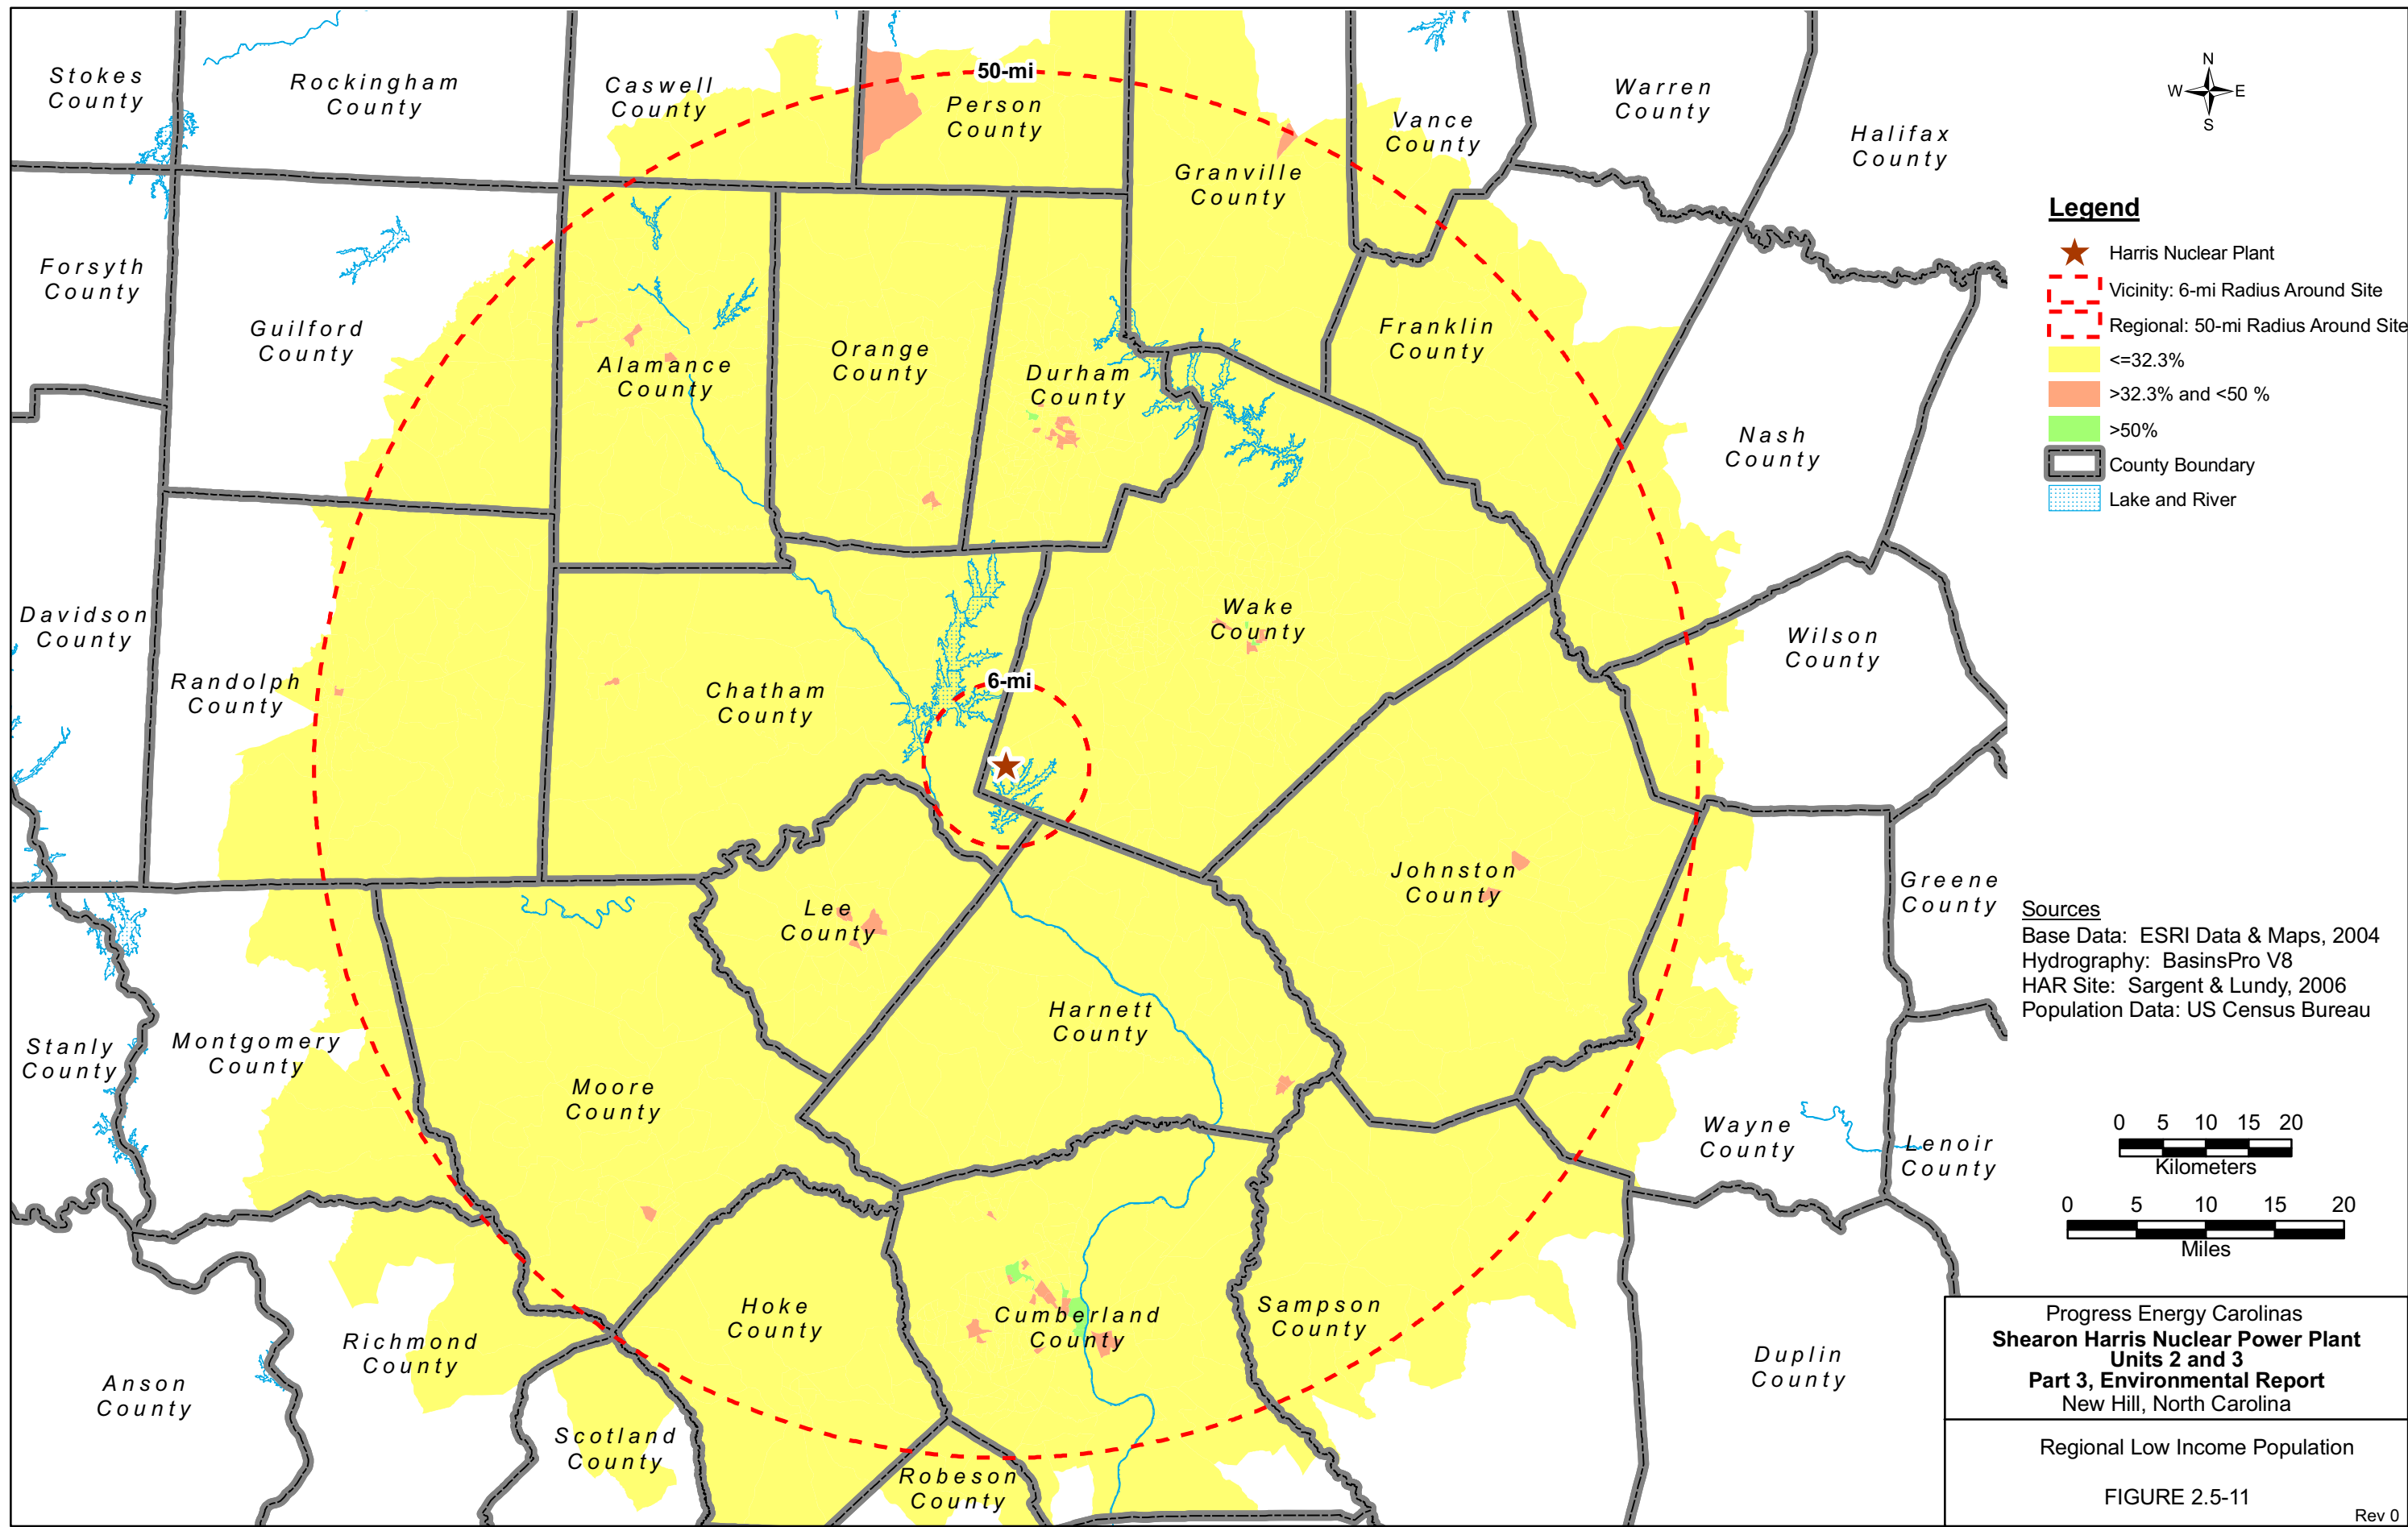 50-mi
Stokes
County
Rockingham
County
Caswell
County
Person
County
Granville
County
Vance
County
Warren
County
Halifax
County
N
W
E
S
Forsyth
County
Guilford
County
Alamance
County
Orange
County
Durham
County
Franklin
County
Nash
County
Legend
Harris Nuclear Plant
Vicinity: 6-mi Radius Around Site
Regional: 50-mi Radius Around Site
<=32.3%
>32.3% and <50 %
>50%
County Boundary
Lake and River
Davidson
County
Randolph
County
Chatham
County
6-mi
Wake
County
Wilson
County
Lee
County
Johnston
County
Greene
County
Sources
Base Data: ESRI Data & Maps, 2004
Hydrography: BasinsPro V8
HAR Site: Sargent & Lundy, 2006
Population Data: US Census Bureau
Stanly
County
Montgomery
County
Moore
County
Harnett
County
Wayne
County
Lenoir
County
0 5 10 15 20
Kilometers
0 5 10 15 20
Miles
Anson
County
Richmond
County
Scotland
County
Hoke
County
Robeson
County
Cumberland
County
Sampson
County
Duplin
County
Progress Energy Carolinas
Shearon Harris Nuclear Power Plant
Units 2 and 3
Part 3, Environmental Report
New Hill, North Carolina
Regional Low Income Population
FIGURE 2.5-11
Rev 0